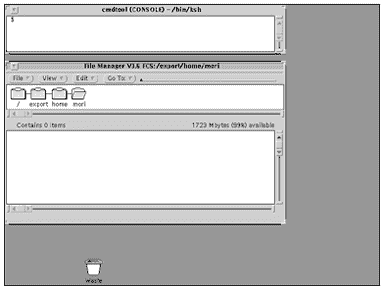 cmdtool (CONSOLE) - /bin/ksh
$
File Manager V3.6 FCS:/export/home/mori
File View Edit Go To:
/ export home mori
Contains 0 items 1723 Mbytes (99%) available
waste